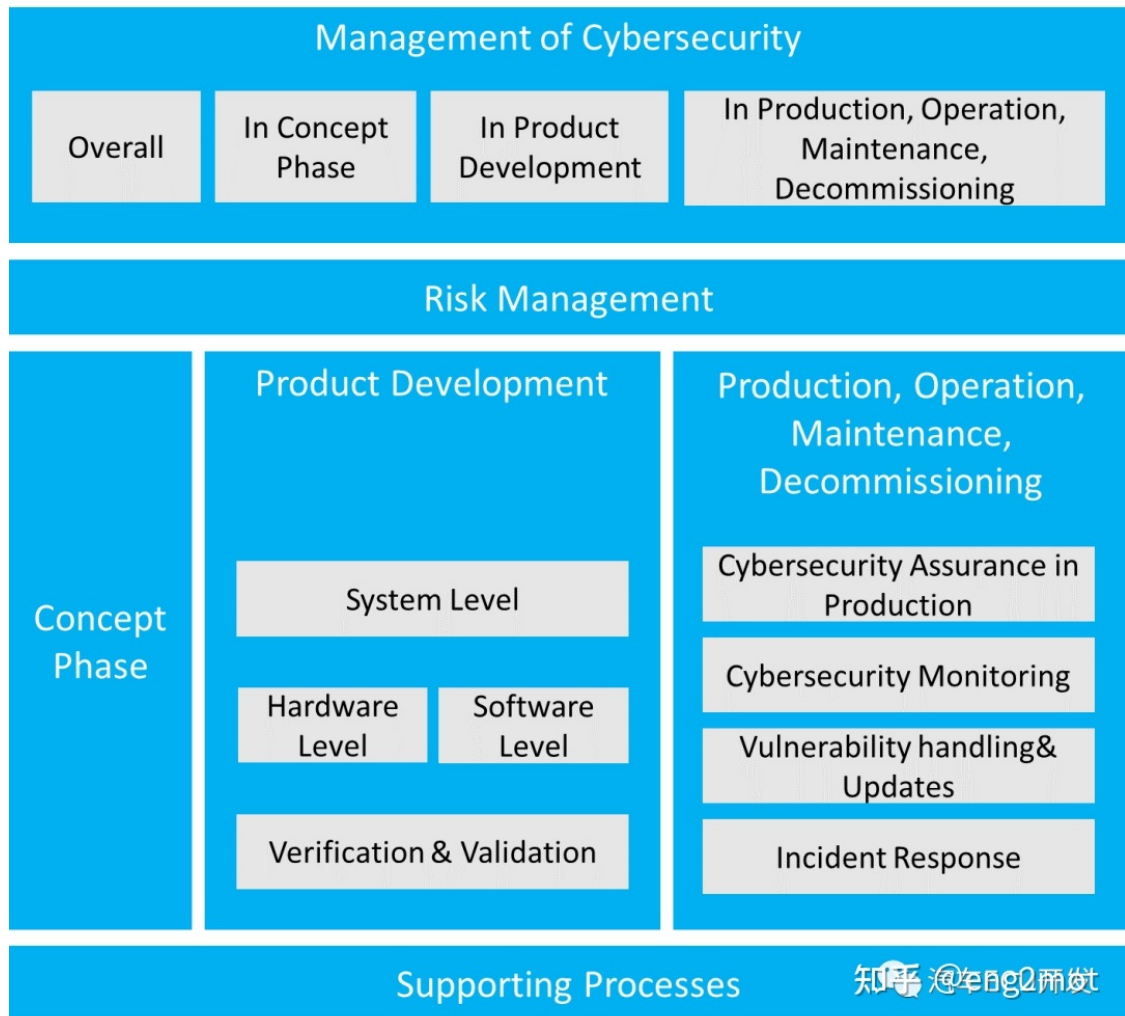 Management of Cybersecurity
Overall
In Concept
Phase
In Product
Development
In Production, Operation,
Maintenance,
Decommissioning
Risk Management
Concept
Phase
Product Development
System Level
Hardware
Level
Software
Level
Verification & Validation
Production, Operation,
Maintenance,
Decommissioning
Cybersecurity Assurance in
Production
Cybersecurity Monitoring
Vulnerability handling&
Updates
Incident Response
Supporting Processes
知乎 @eng2mot